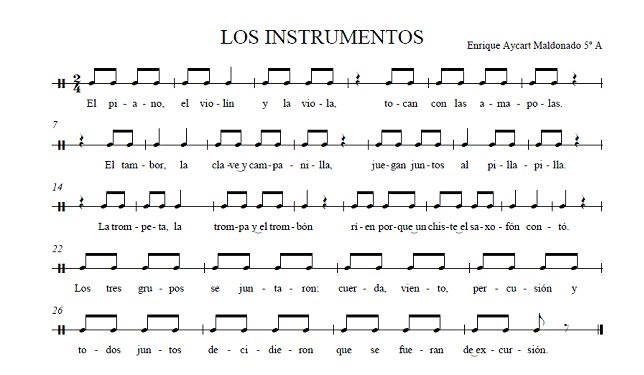 LOS INSTRUMENTOS
Enrique Aycart Maldonado 5º A
2
4
El pi - a - no, el vio - lín y la vio - la, to - can con las a - ma - po - las.
7
El tam - bor, la cla - ve y cam - pa - ni - lla, jue - gan jun - tos al pi - lla - pi - lla.
14
La trom - pe - ta, la trom - pa y el trom - bón ri - en por - que un chis - te el sa - xo - fón con - tó.
22
Los tres gru - pos se jun - ta - ron: cuer - da, vien - to, per - cu - sión y
26
to - dos jun - tos de - ci - die - ron que se fue - ran de ex - cur - sión.